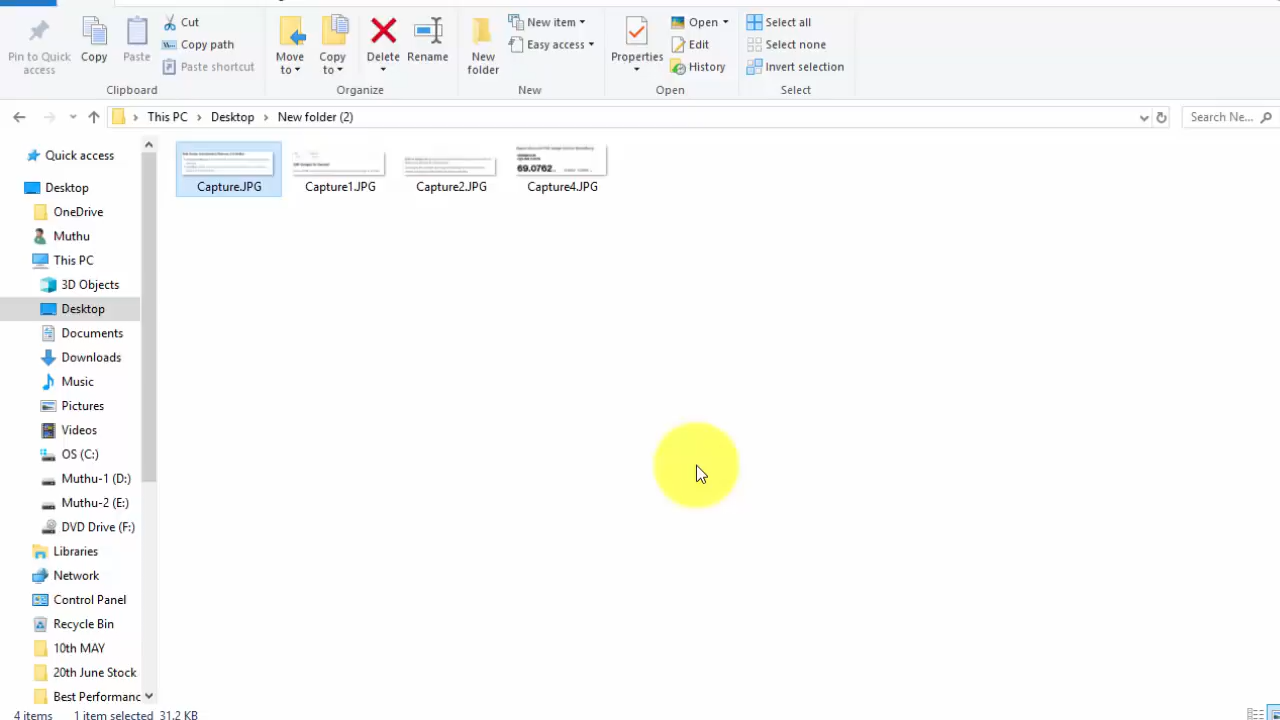 Cut
New item
Open
Select all
Copy path
Easy access
Edit
Select none
Pin to Quick access
Copy
Paste
Paste shortcut
Move to
Copy to
Delete
Rename
New folder
Properties
History
Invert selection
Clipboard
Organize
New
Open
Select
This PC
Desktop
New folder (2)
Search Ne...
Quick access
Desktop
OneDrive
Muthu
This PC
3D Objects
Desktop
Documents
Downloads
Music
Pictures
Videos
OS (C:)
Muthu-1 (D:)
Muthu-2 (E:)
DVD Drive (F:)
Libraries
Network
Control Panel
Recycle Bin
10th MAY
20th June Stock
Best Performanc
69.0762
Capture.JPG
Capture1.JPG
Capture2.JPG
Capture4.JPG
4 items
1 item selected 31.2 KB